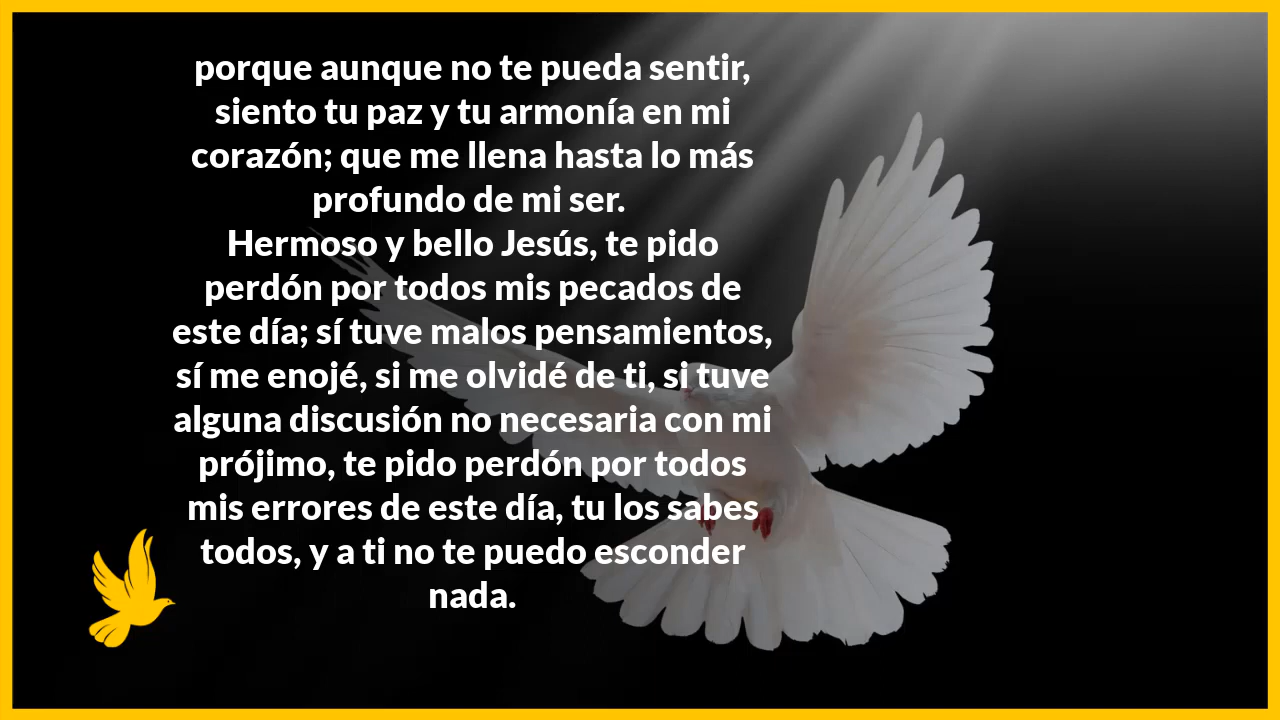 porque aunque no te pueda sentir,
siento tu paz y tu armonía en mi
corazón; que me llena hasta lo más
profundo de mi ser.
Hermoso y bello Jesús, te pido
perdón por todos mis pecados de
este día; sí tuve malos pensamientos,
sí me enojé, si me olvidé de ti, si tuve
alguna discusión no necesaria con mi
prójimo, te pido perdón por todos
mis errores de este día, tu los sabes
todos, y a ti no te puedo esconder
nada.